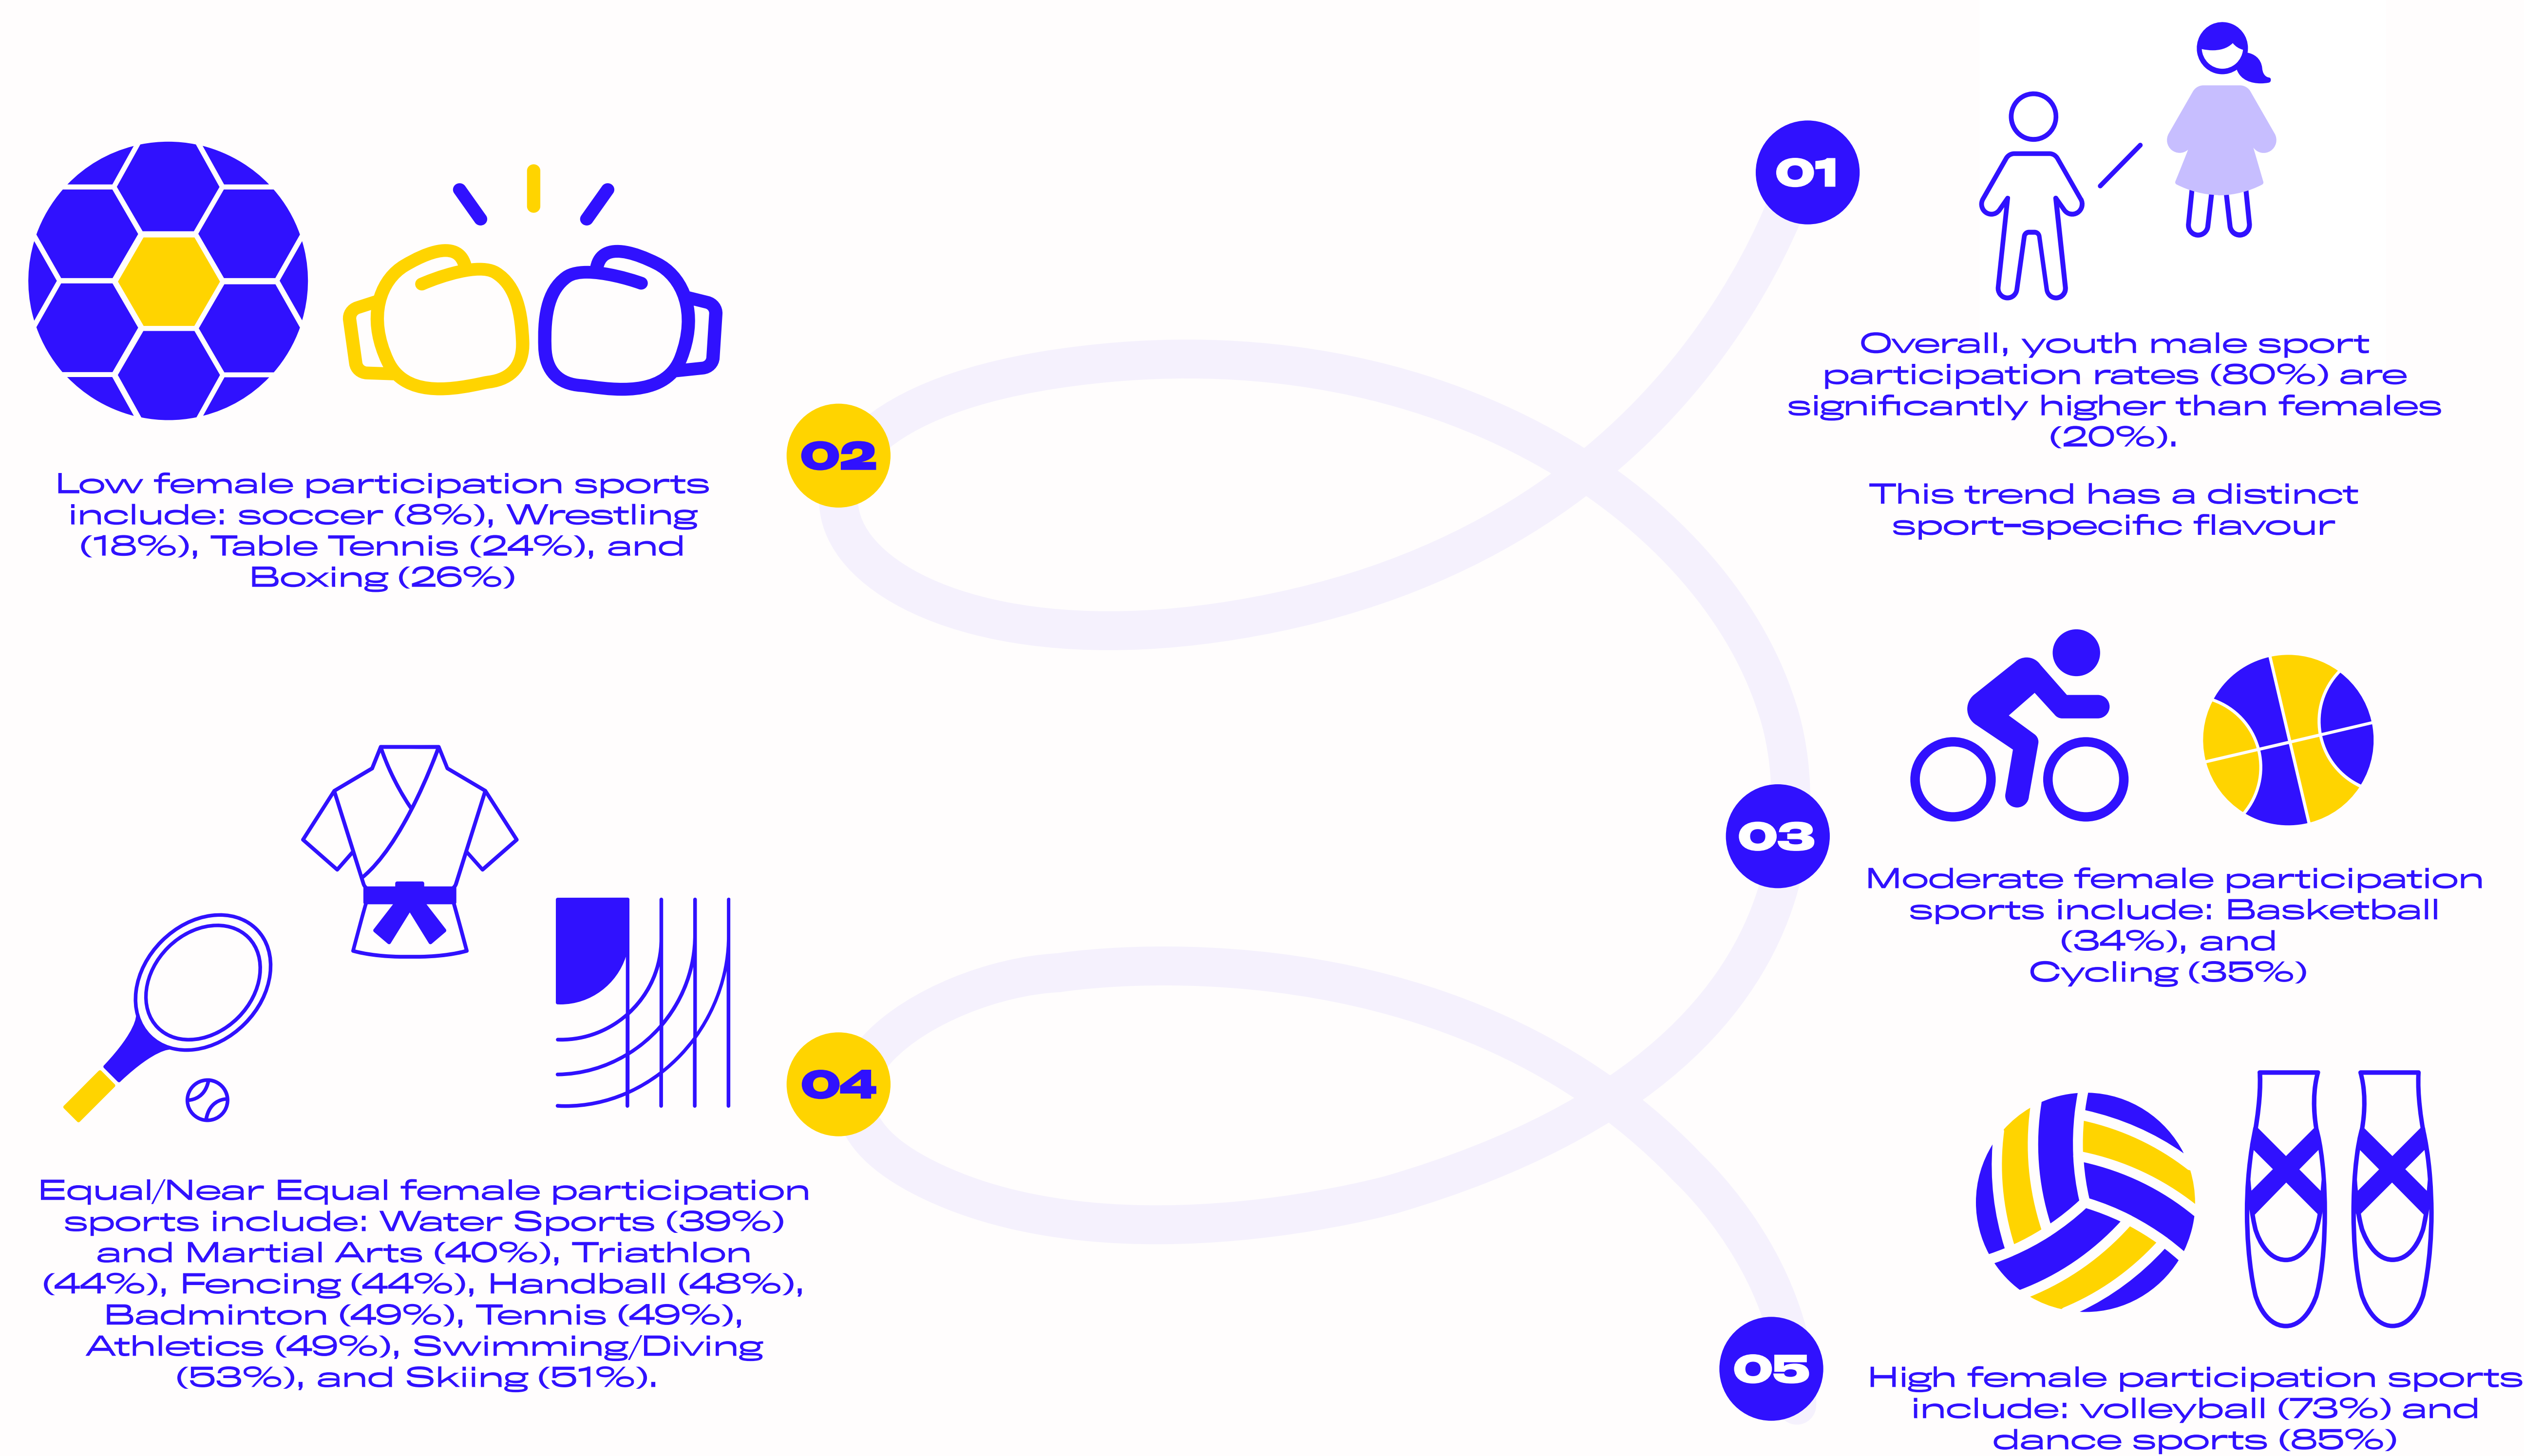 01
Overall, youth male sport
participation rates (80%) are
significantly higher than females
(20%).
This trend has a distinct
sport-specific flavour
02
Low female participation sports
include: soccer (8%), Wrestling
(18%), Table Tennis (24%), and
Boxing (26%)
03
Moderate female participation
sports include: Basketball
(34%), and
Cycling (35%)
04
Equal/Near Equal female participation
sports include: Water Sports (39%)
and Martial Arts (40%), Triathlon
(44%), Fencing (44%), Handball (48%),
Badminton (49%), Tennis (49%),
Athletics (49%), Swimming/Diving
(53%), and Skiing (51%).
05
High female participation sports
include: volleyball (73%) and
dance sports (85%)